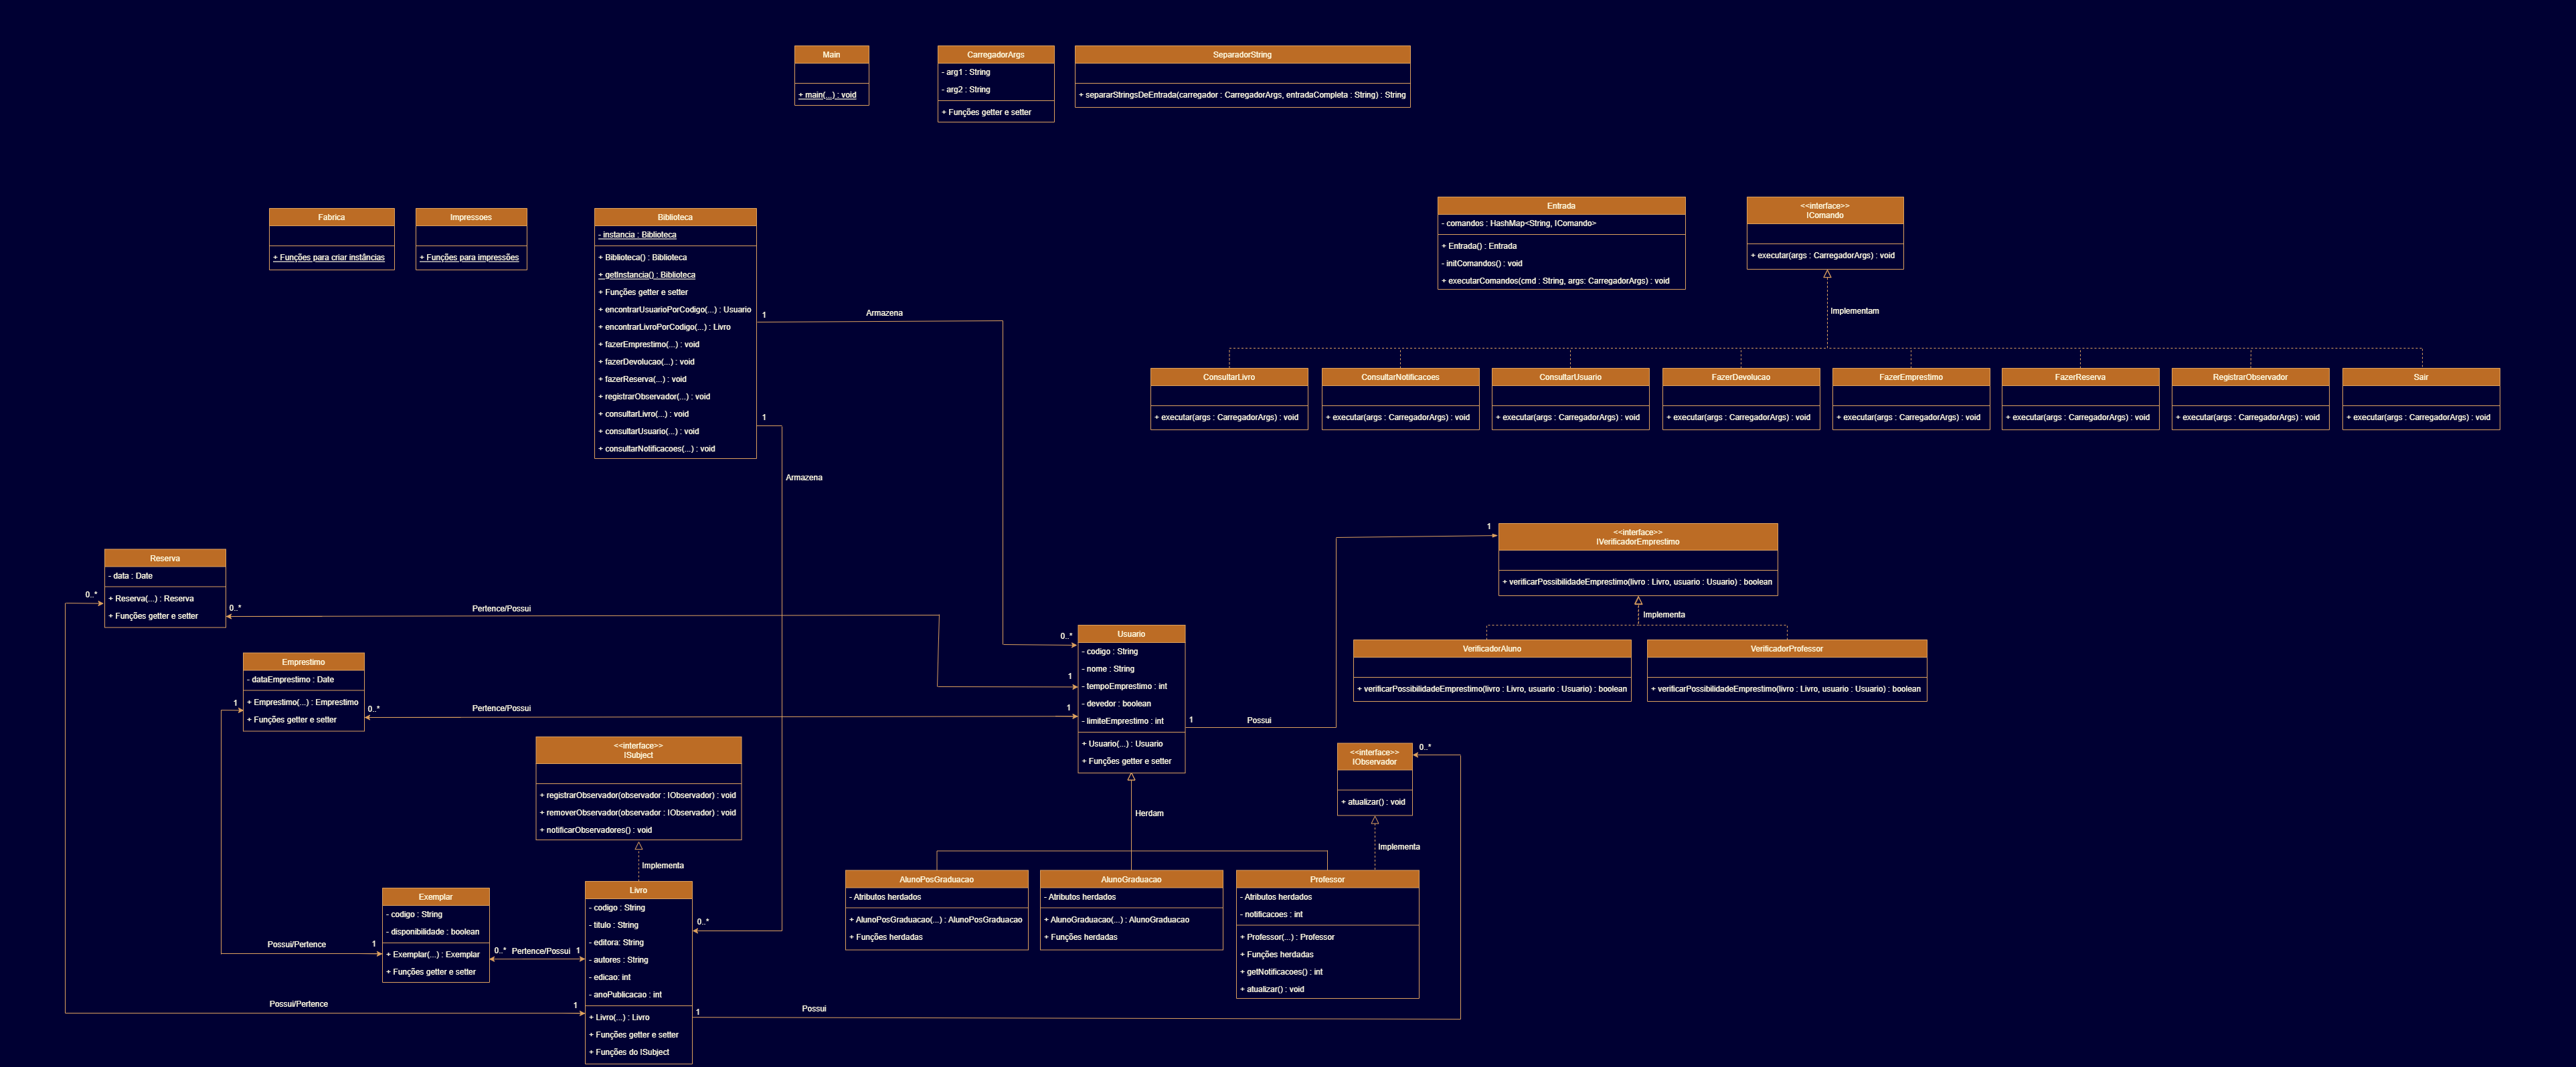 Main
+ main(...) : void
CarregadorArgs
- arg1 : String
- arg2 : String
+ Funções getter e setter
SeparadorString
+ separarStringsDeEntrada(carregador : CarregadorArgs, entradaCompleta : String) : String
Fabrica
+ Funções para criar instâncias
Impressoes
+ Funções para impressões
Biblioteca
- instancia : Biblioteca
+ Biblioteca() : Biblioteca
+ getInstancia() : Biblioteca
+ Funções getter e setter
+ encontrarUsuarioPorCodigo(...) : Usuario
+ encontrarLivroPorCodigo(...) : Livro
+ fazerEmprestimo(...) : void
+ fazerDevolucao(...) : void
+ fazerReserva(...) : void
+ registrarObservador(...) : void
+ consultarLivro(...) : void
+ consultarUsuario(...) : void
+ consultarNotificacoes(...) : void
1
Armazena
1
Armazena
Entrada
- comandos : HashMap<String, IComando>
+ Entrada() : Entrada
- initComandos() : void
+ executarComandos(cmd : String, args: CarregadorArgs) : void
<<interface>>
IComando
+ executar(args : CarregadorArgs) : void
Implementam
ConsultarLivro
+ executar(args : CarregadorArgs) : void
ConsultarNotificacoes
+ executar(args : CarregadorArgs) : void
ConsultarUsuario
+ executar(args : CarregadorArgs) : void
FazerDevolucao
+ executar(args : CarregadorArgs) : void
FazerEmprestimo
+ executar(args : CarregadorArgs) : void
FazerReserva
+ executar(args : CarregadorArgs) : void
RegistrarObservador
+ executar(args : CarregadorArgs) : void
Sair
+ executar(args : CarregadorArgs) : void
1
<<interface>>
IVerificadorEmprestimo
+ verificarPossibilidadeEmprestimo(livro : Livro, usuario : Usuario) : boolean
Implementa
VerificadorAluno
+ verificarPossibilidadeEmprestimo(livro : Livro, usuario : Usuario) : boolean
VerificadorProfessor
+ verificarPossibilidadeEmprestimo(livro : Livro, usuario : Usuario) : boolean
Reserva
- data : Date
+ Reserva(...) : Reserva
+ Funções getter e setter
0..*
0..*
Pertence/Possui
Emprestimo
- dataEmprestimo : Date
+ Emprestimo(...) : Emprestimo
+ Funções getter e setter
1
0..*
Pertence/Possui
0..*
1
1
Usuario
- codigo : String
- nome : String
- tempoEmprestimo : int
- devedor : boolean
- limiteEmprestimo : int
+ Usuario(...) : Usuario
+ Funções getter e setter
1
Possui
Herdam
<<interface>>
ISubject
+ registrarObservador(observador : IObservador) : void
+ removerObservador(observador : IObservador) : void
+ notificarObservadores() : void
Implementa
<<interface>>
IObservador
+ atualizar() : void
0..*
Implementa
AlunoPosGraduacao
- Atributos herdados
+ AlunoPosGraduacao(...) : AlunoPosGraduacao
+ Funções herdadas
AlunoGraduacao
- Atributos herdados
+ AlunoGraduacao(...) : AlunoGraduacao
+ Funções herdadas
Professor
- Atributos herdados
- notificacoes : int
+ Professor(...) : Professor
+ Funções herdadas
+ getNotificacoes() : int
+ atualizar() : void
Exemplar
- codigo : String
- disponibilidade : boolean
+ Exemplar(...) : Exemplar
+ Funções getter e setter
Possui/Pertence
1
0..*
Pertence/Possui
1
Livro
- codigo : String
- titulo : String
- editora: String
- autores : String
- edicao: int
- anoPublicacao : int
+ Livro(...) : Livro
+ Funções getter e setter
+ Funções do ISubject
0..*
Possui/Pertence
1
1
Possui